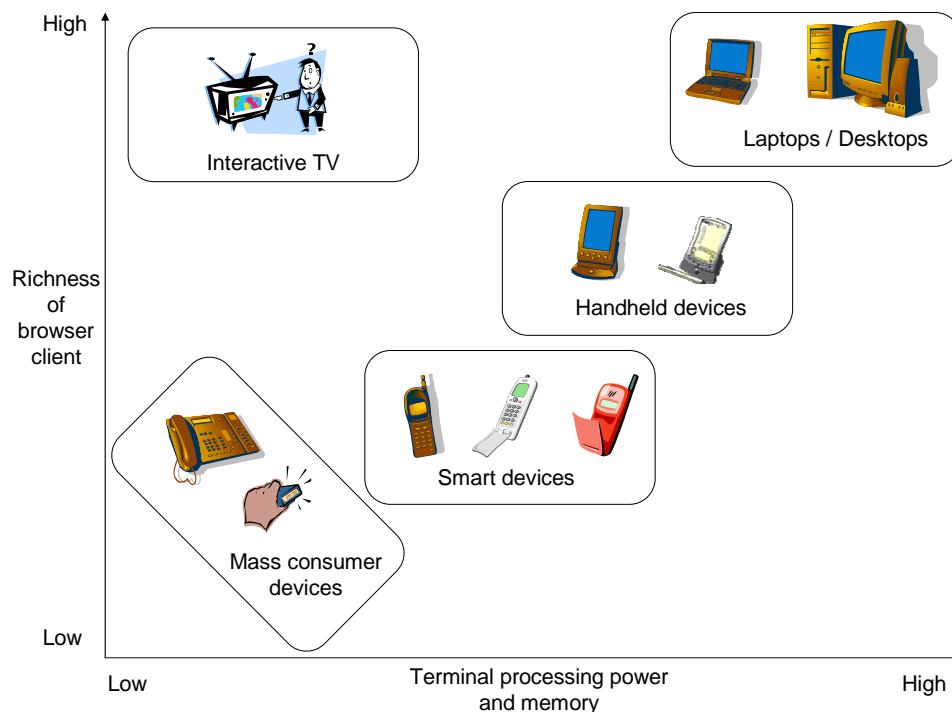 High
?
Interactive TV
Laptops / Desktops
Handheld devices
Richness
of
browser
client
Smart devices
Mass consumer
devices
Low
Low
Terminal processing power
and memory
High